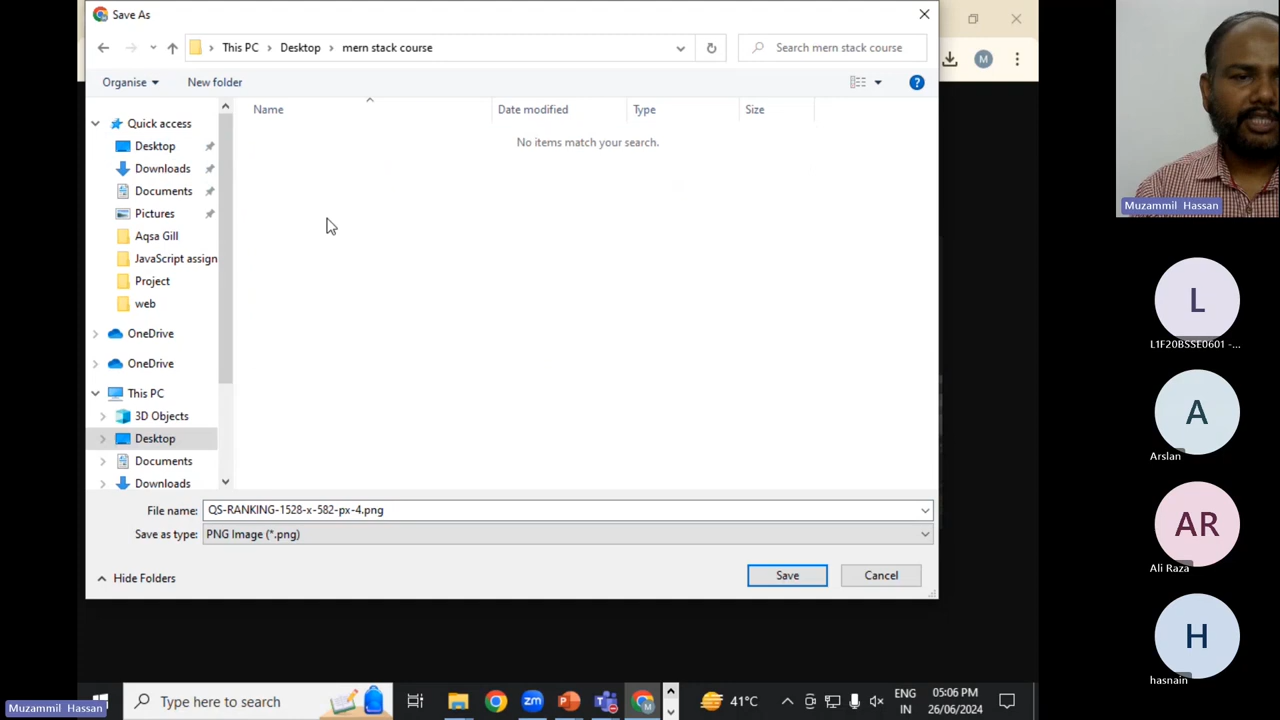 Save As
This PC > Desktop > mern stack course
Search mern stack course
M
Organise
New folder
Name
Date modified
Type
Size
No items match your search.
Quick access
Desktop
Downloads
Documents
Pictures
Aqsa Gill
JavaScript assign
Project
web
OneDrive
OneDrive
This PC
3D Objects
Desktop
Documents
Downloads
File name: QS-RANKING-1528-x-582-px-4.png
Save as type: PNG Image (*.png)
Hide Folders
Save
Cancel
Muzammil Hassan
L
L1F20BSSE0601 -...
A
Arslan
AR
Ali Raza
H
hasnain
Muzammil Hassan
Type here to search
zm
41°C
ENG
IN
05:06 PM
26/06/2024